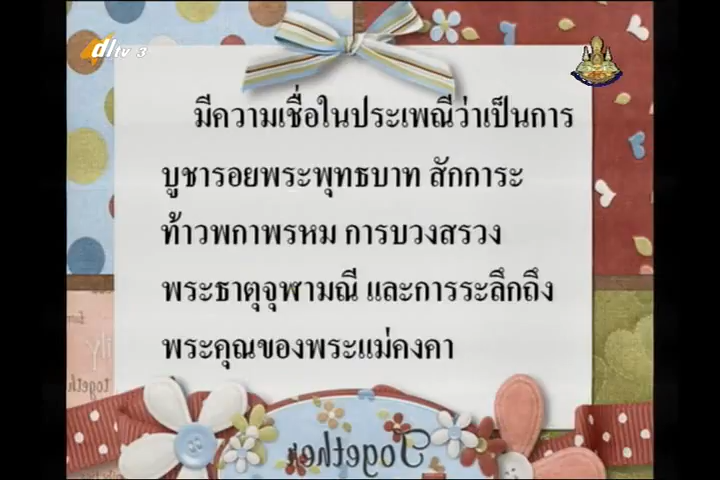 dltv 3
มีความเชื่อในประเพณีว่าเป็นการ
บูชารอยพระพุทธบาท สักการะ
ท้าวพกาพรหม การบวงสรวง
พระธาตุจุฬามณี และการระลึกถึง
พระคุณของพระแม่คงคา
together
Together